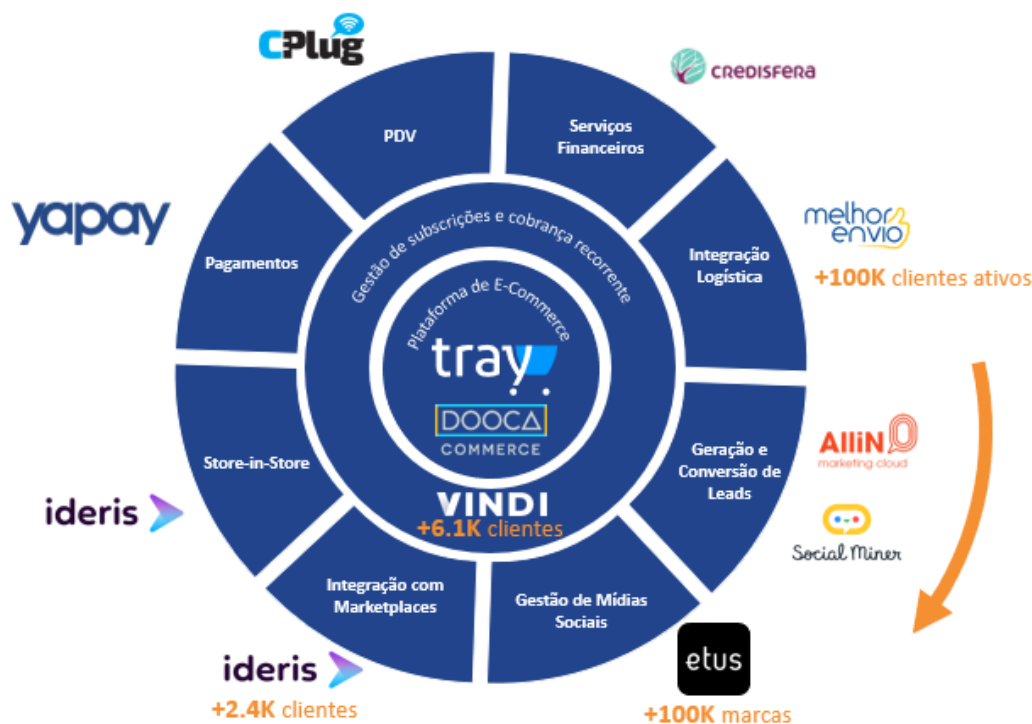 CPlug
CREDISFERA
PDV
Serviços
Financeiros
yapay
Pagamentos
Gestão de subscrições e cobrança recorrente
Plataforma de E-Commerce
tray
DOOCA
COMMERCE
VINDI
+6.1K clientes
Integração
Logística
melhor
envio
+100K clientes ativos
Store-in-Store
ideris
Geração e
Conversão de
Leads
AlliN
marketing cloud
Social Miner
Integração com
Marketplaces
ideris
+2.4K clientes
Gestão de Mídias
Sociais
etus
+100K marcas